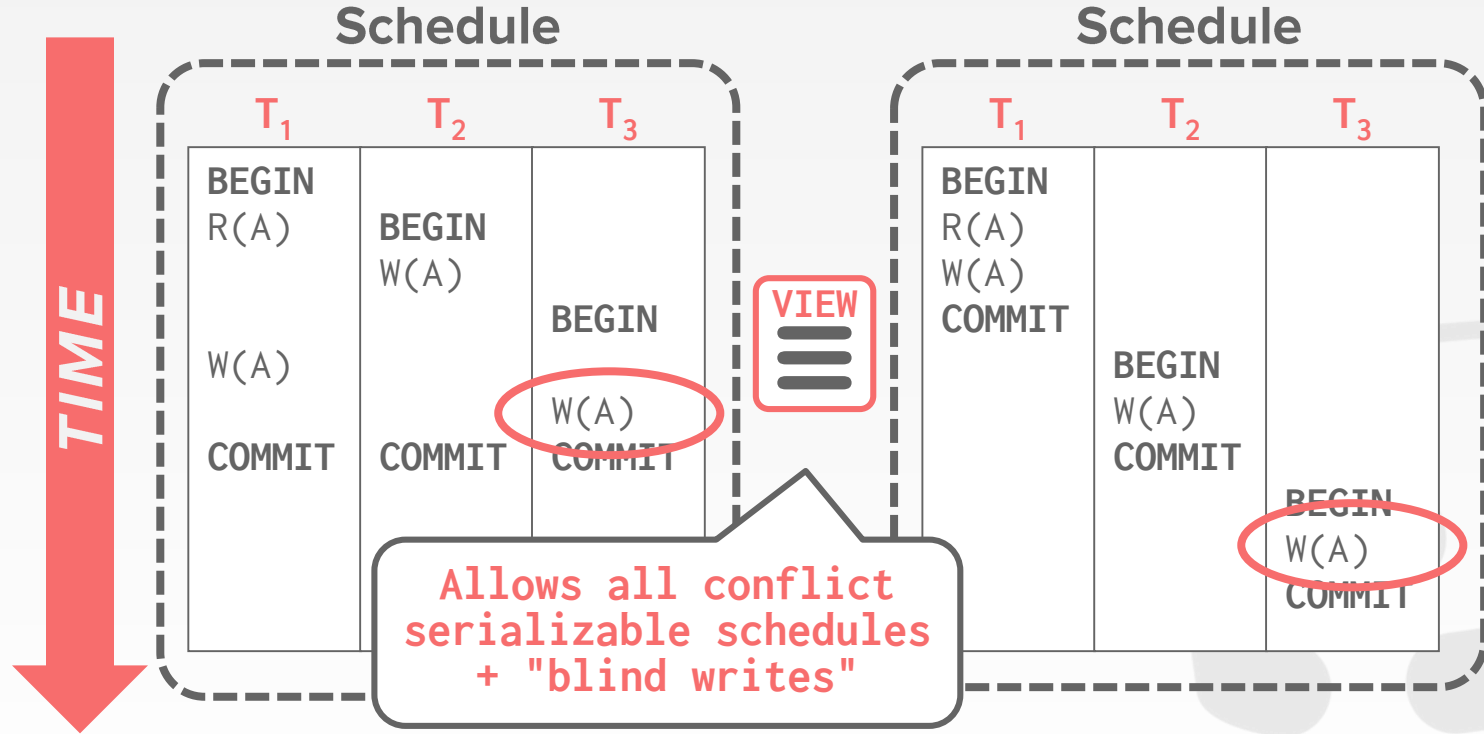 Schedule
Schedule
TIME
T₁ T₂ T₃
BEGIN
R(A) BEGIN
W(A)
BEGIN
W(A)
W(A)
COMMIT COMMIT COMMIT
VIEW
Allows all conflict
serializable schedules
+ "blind writes"
T₁ T₂ T₃
BEGIN
R(A)
W(A)
COMMIT
BEGIN
W(A)
COMMIT
BEGIN
W(A)
COMMIT